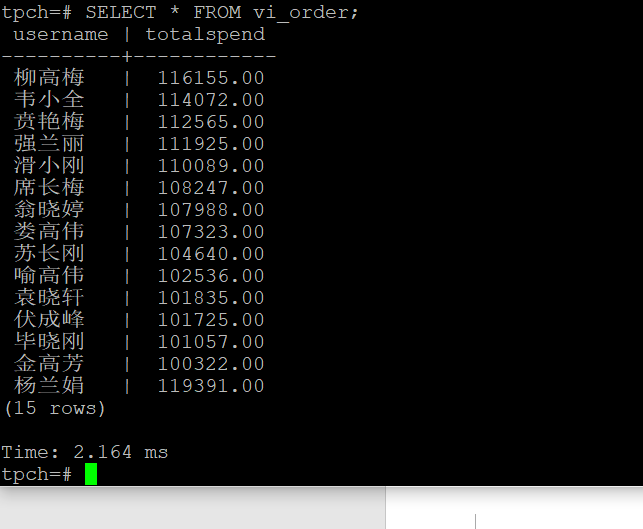 tpch=# SELECT * FROM vi_order;
 username | totalspend
----------+------------
 柳高梅   |  116155.00
 韦小全   |  114072.00
 贲艳梅   |  112565.00
 强兰丽   |  111925.00
 滑小刚   |  110089.00
 席长梅   |  108247.00
 翁晓婷   |  107988.00
 娄高伟   |  107323.00
 苏长刚   |  104640.00
 喻高伟   |  102536.00
 袁晓轩   |  101835.00
 伏成峰   |  101725.00
 毕晓刚   |  101057.00
 金高芳   |  100322.00
 杨兰娟   |  119391.00
(15 rows)
Time: 2.164 ms
tpch=#